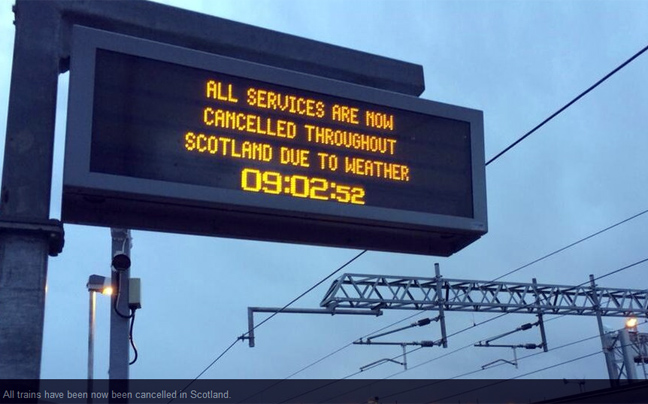 ALL SERVICES ARE NOW
CANCELLED THROUGHOUT
SCOTLAND DUE TO WEATHER
09:02:52
All trains have been now been cancelled in Scotland.